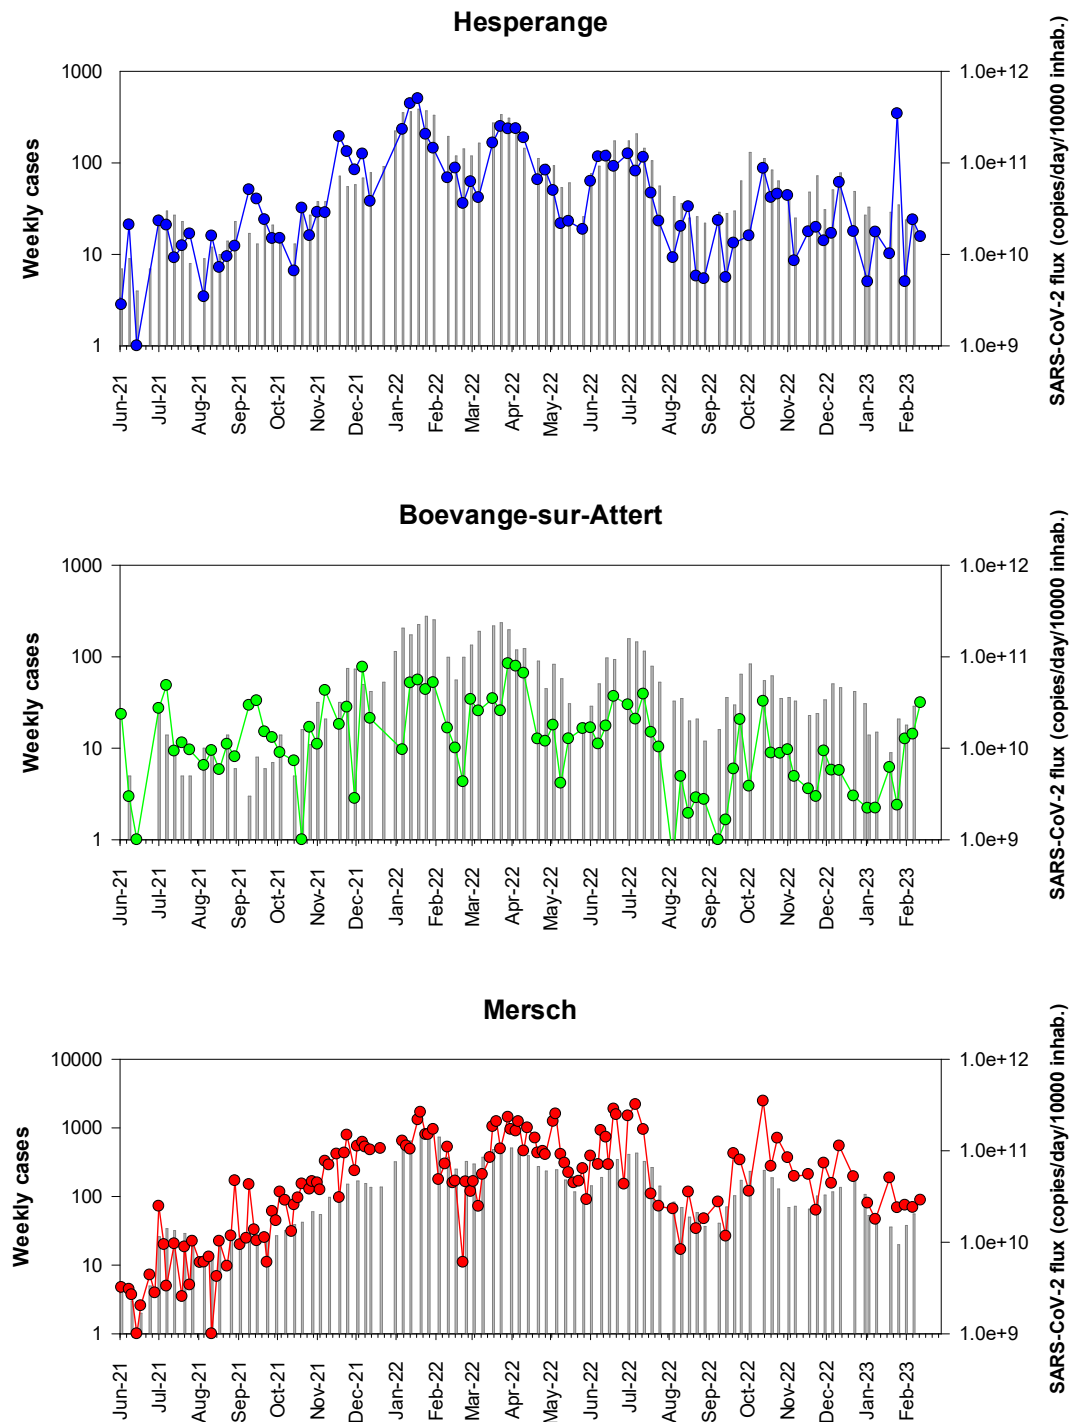 Hesperange
Weekly cases
1000
100
10
1
1.0e+12
1.0e+11
1.0e+10
1.0e+9
SARS-CoV-2 flux (copies/day/10000 inhab.)
Jun-21
Jul-21
Aug-21
Sep-21
Oct-21
Nov-21
Dec-21
Jan-22
Feb-22
Mar-22
Apr-22
May-22
Jun-22
Jul-22
Aug-22
Sep-22
Oct-22
Nov-22
Dec-22
Jan-23
Feb-23
Boevange-sur-Attert
Weekly cases
1000
100
10
1
1.0e+12
1.0e+11
1.0e+10
1.0e+9
SARS-CoV-2 flux (copies/day/10000 inhab.)
Jun-21
Jul-21
Aug-21
Sep-21
Oct-21
Nov-21
Dec-21
Jan-22
Feb-22
Mar-22
Apr-22
May-22
Jun-22
Jul-22
Aug-22
Sep-22
Oct-22
Nov-22
Dec-22
Jan-23
Feb-23
Mersch
Weekly cases
10000
1000
100
10
1
1.0e+12
1.0e+11
1.0e+10
1.0e+9
SARS-CoV-2 flux (copies/day/10000 inhab.)
Jun-21
Jul-21
Aug-21
Sep-21
Oct-21
Nov-21
Dec-21
Jan-22
Feb-22
Mar-22
Apr-22
May-22
Jun-22
Jul-22
Aug-22
Sep-22
Oct-22
Nov-22
Dec-22
Jan-23
Feb-23